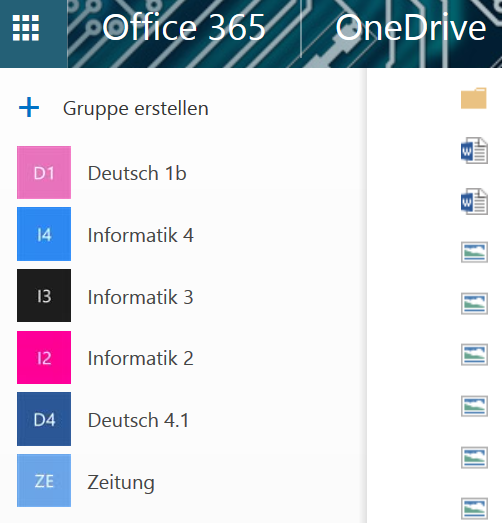 Office 365 OneDrive
+ Gruppe erstellen
D1 Deutsch 1b
I4 Informatik 4
I3 Informatik 3
I2 Informatik 2
D4 Deutsch 4.1
ZE Zeitung
W
W